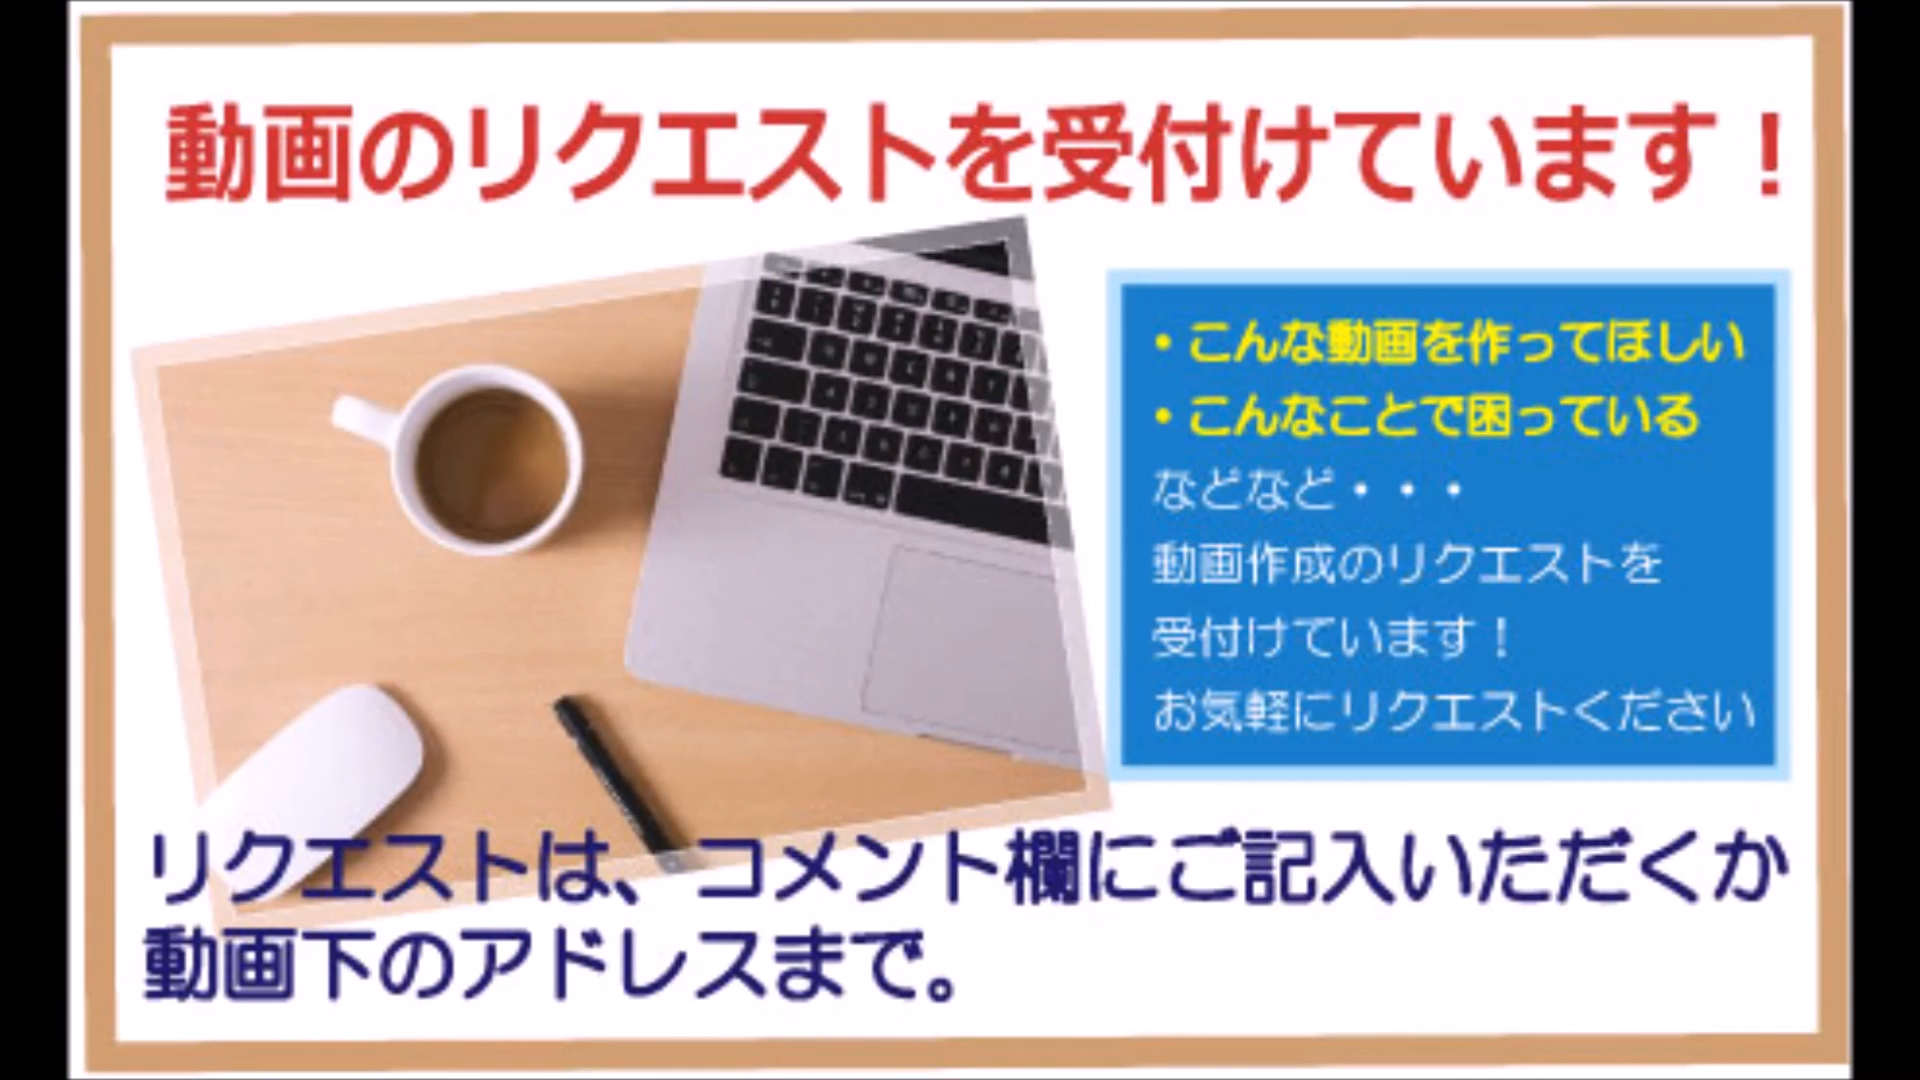 動画のリクエストを受付けています！
・こんな動画を作ってほしい
・こんなことで困っている
などなど・・・
動画作成のリクエストを
受付けています！
お気軽にリクエストください
リクエストは、コメント欄にご記入いただくか
動画下のアドレスまで。